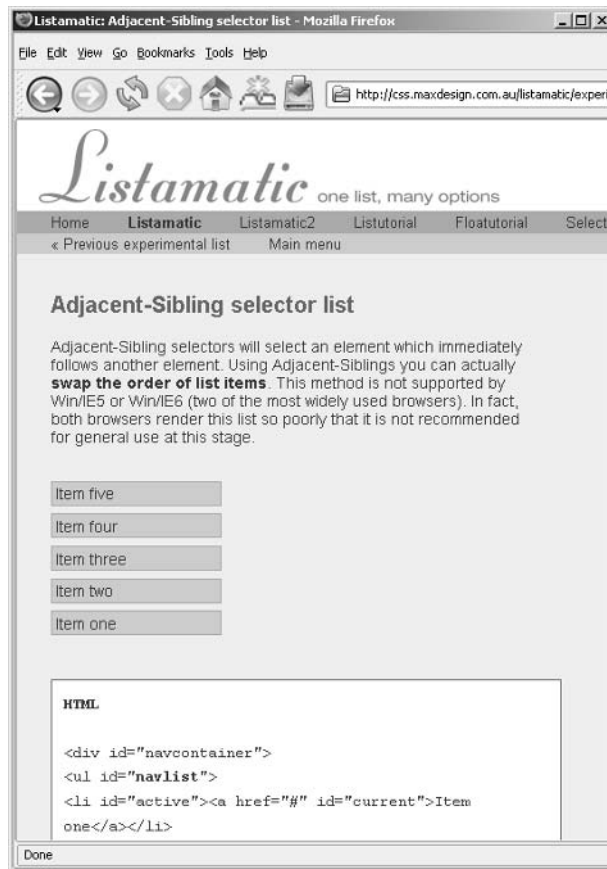 Listamatic: Adjacent-Sibling selector list - Mozilla Firefox
File Edit View Go Bookmarks Tools Help
http://css.maxdesign.com.au/listamatic/experi
Listamatic one list, many options
Home Listamatic Listamatic2 Listutorial Floatutorial Select
« Previous experimental list Main menu
Adjacent-Sibling selector list
Adjacent-Sibling selectors will select an element which immediately
follows another element. Using Adjacent-Siblings you can actually
swap the order of list items. This method is not supported by
Win/IE5 or Win/IE6 (two of the most widely used browsers). In fact,
both browsers render this list so poorly that it is not recommended
for general use at this stage.
Item five
Item four
Item three
Item two
Item one
HTML
<div id="navcontainer">
<ul id="navlist">
<li id="active"><a href="#" id="current">Item
one</a></li>
Done